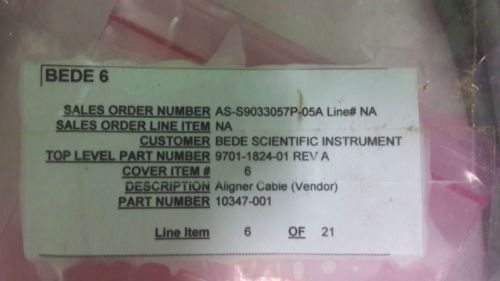 BEDE 6
SALES ORDER NUMBER AS-S9033057P-05A Line# NA
SALES ORDER LINE ITEM NA
CUSTOMER BEDE SCIENTIFIC INSTRUMENT
TOP LEVEL PART NUMBER 9701-1824-01 REV A
COVER ITEM # 6
DESCRIPTION Aligner Cable (Vendor)
PART NUMBER 10347-001
Line Item 6 OF 21